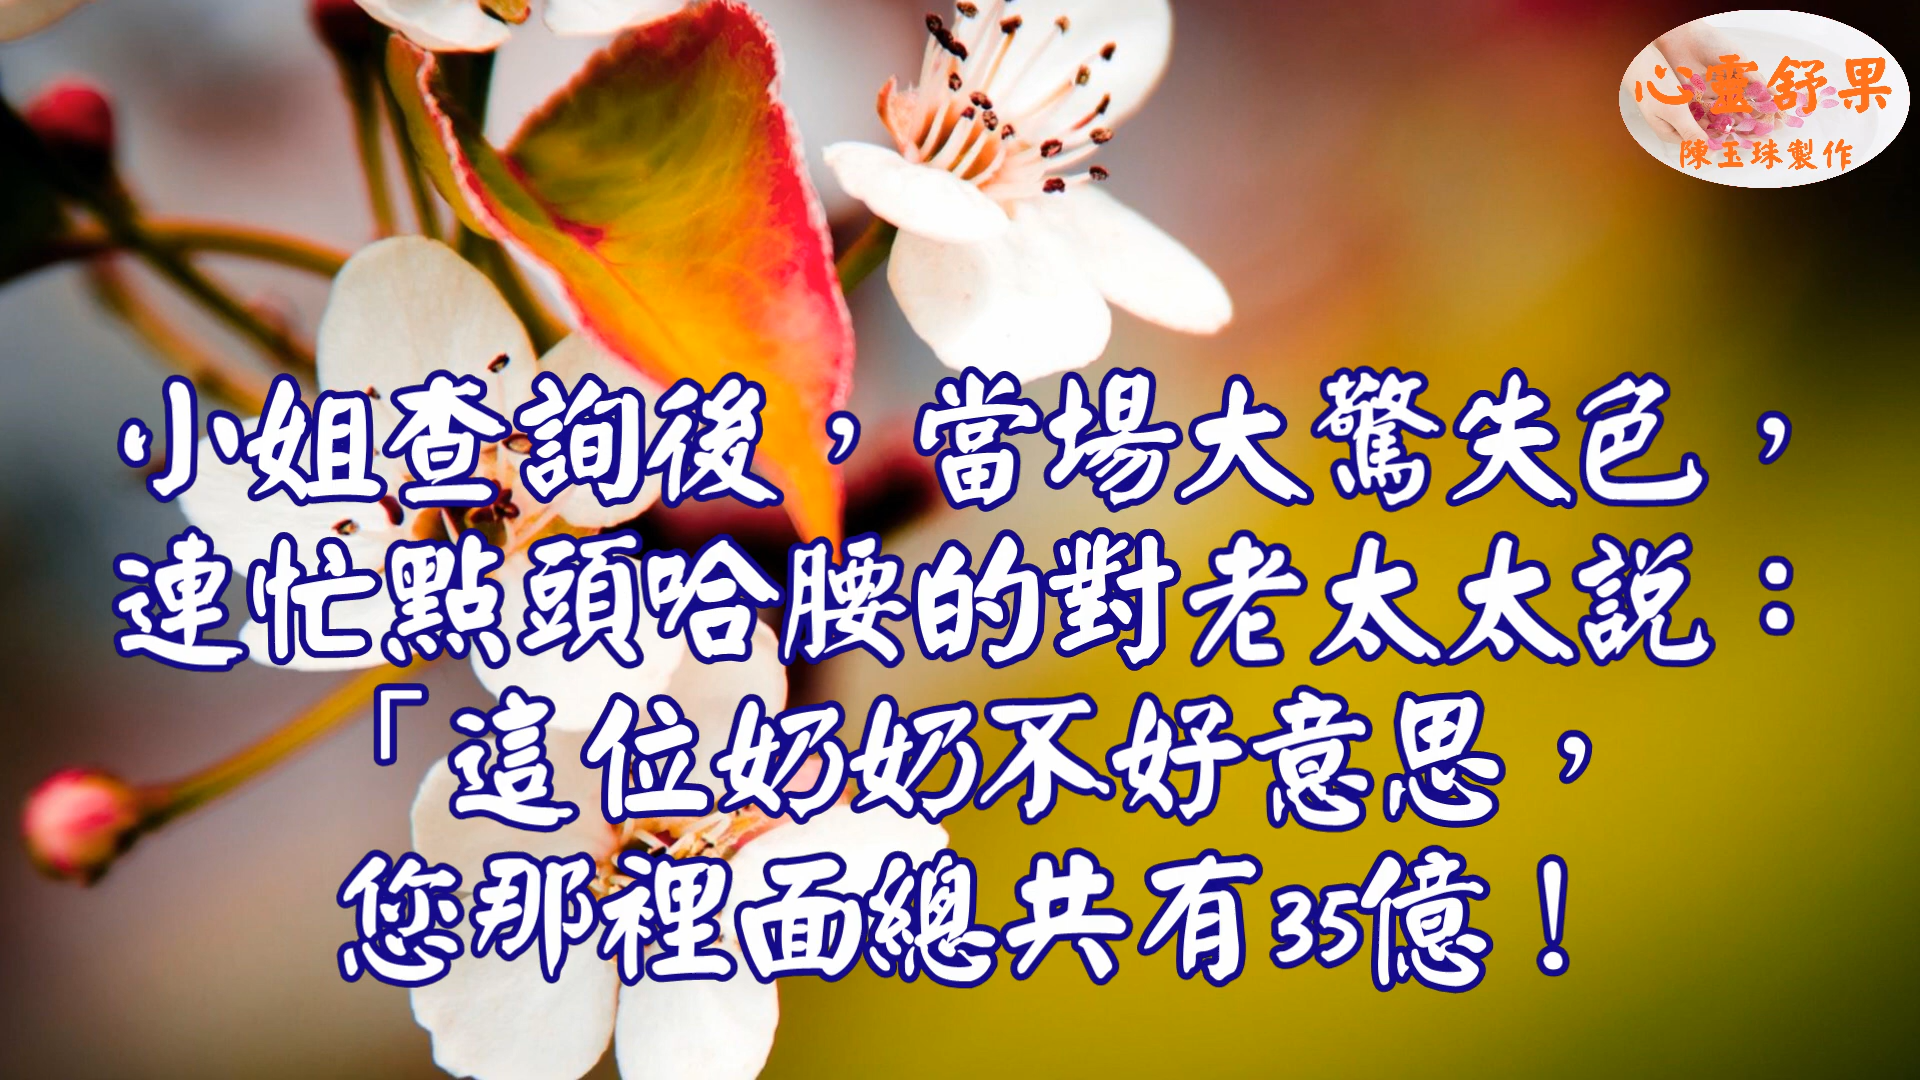 心靈舒果
陳玉珠製作
小姐查詢後，當場大驚失色，
連忙點頭哈腰的對老太太説：
「這位奶奶不好意思，
您那裡面總共有35億！